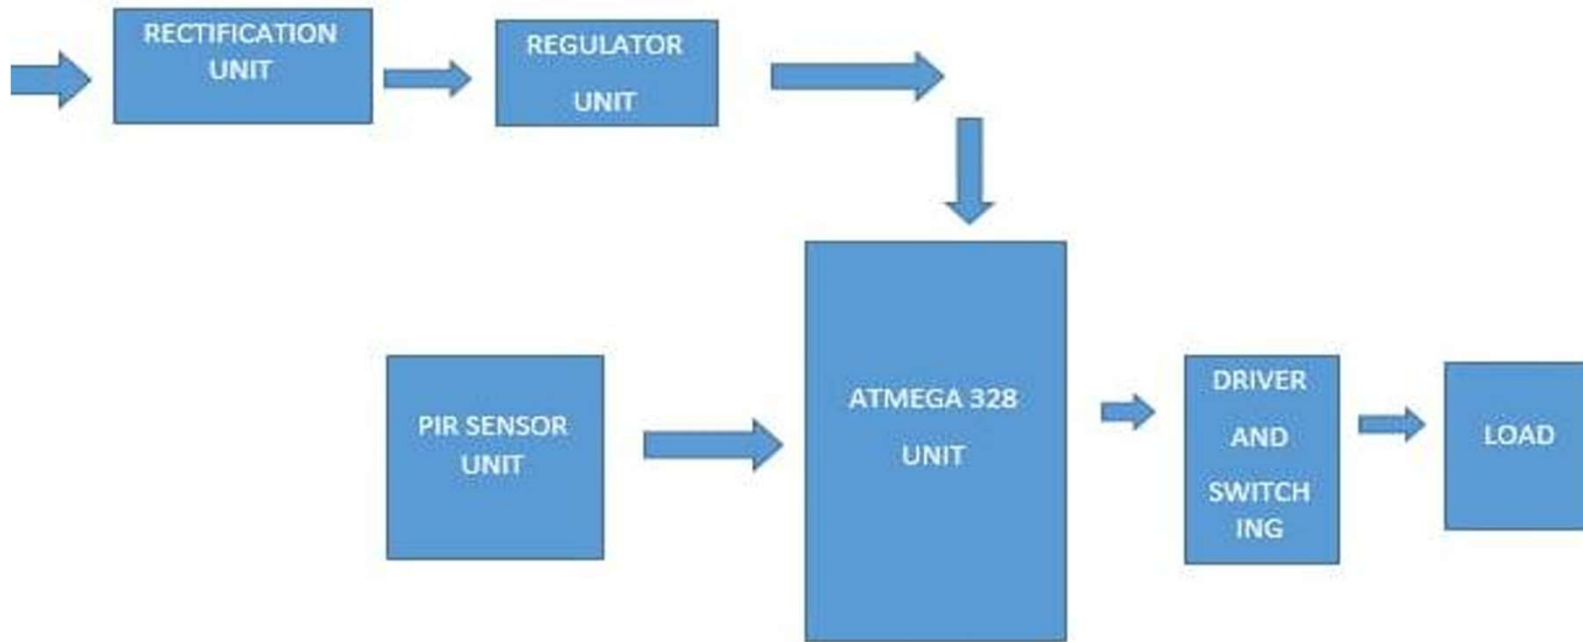 RECTIFICATION
UNIT
REGULATOR
UNIT
PIR SENSOR
UNIT
ATMEGA 328
UNIT
DRIVER
AND
SWITCH
ING
LOAD